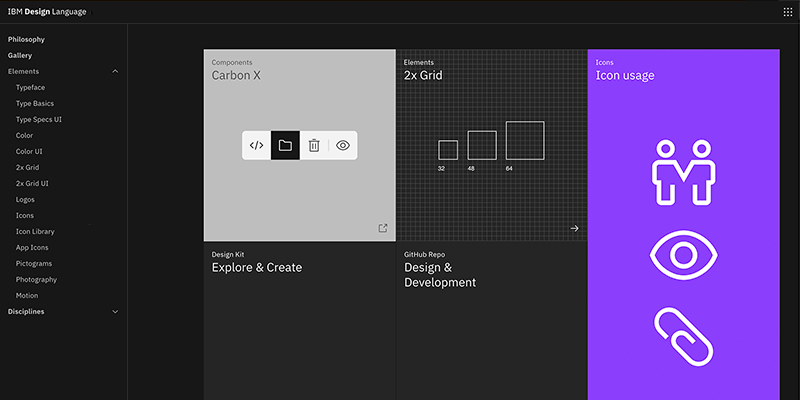 IBM Design Language
Philosophy
Gallery
Elements
Typeface
Type Basics
Type Specs UI
Color
Color UI
2x Grid
2x Grid UI
Logos
Icons
Icon Library
App Icons
Pictograms
Photography
Motion
Disciplines
Components
Carbon X
</>
Elements
2x Grid
32
48
64
Icons
Icon usage
Design Kit
Explore & Create
GitHub Repo
Design &
Development